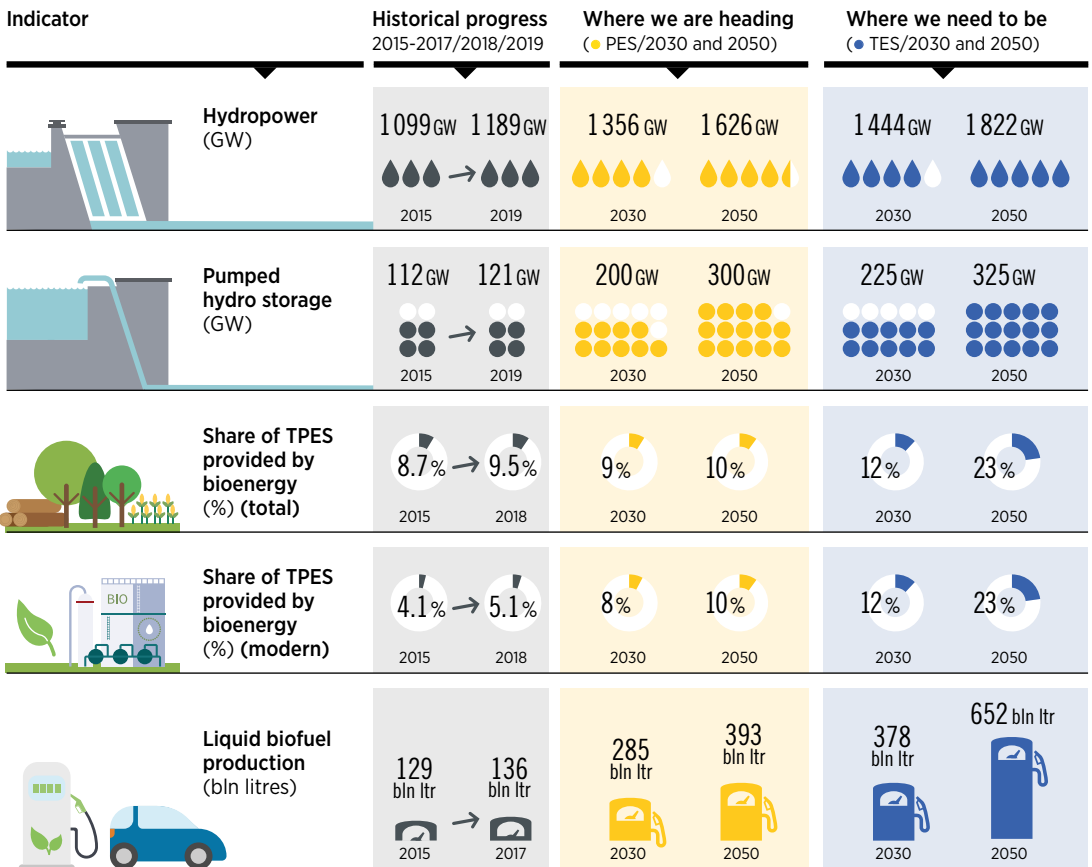 Indicator
Historical progress
2015-2017/2018/2019
Where we are heading
(● PES/2030 and 2050)
Where we need to be
(● TES/2030 and 2050)
Hydropower
(GW)
1 099 GW 1 189 GW
2015 2019
1 356 GW 1 626 GW
2030 2050
1 444 GW 1 822 GW
2030 2050
Pumped
hydro storage
(GW)
112 GW 121 GW
2015 2019
200 GW 300 GW
2030 2050
225 GW 325 GW
2030 2050
Share of TPES
provided by
bioenergy
(%) (total)
8.7% 9.5%
2015 2018
9% 10%
2030 2050
12% 23%
2030 2050
BIO
Share of TPES
provided by
bioenergy
(%) (modern)
4.1% 5.1%
2015 2018
8% 10%
2030 2050
12% 23%
2030 2050
Liquid biofuel
production
(bln litres)
129
bln ltr
2015
136
bln ltr
2017
285
bln ltr
2030
393
bln ltr
2050
378
bln ltr
2030
652 bln ltr
2050